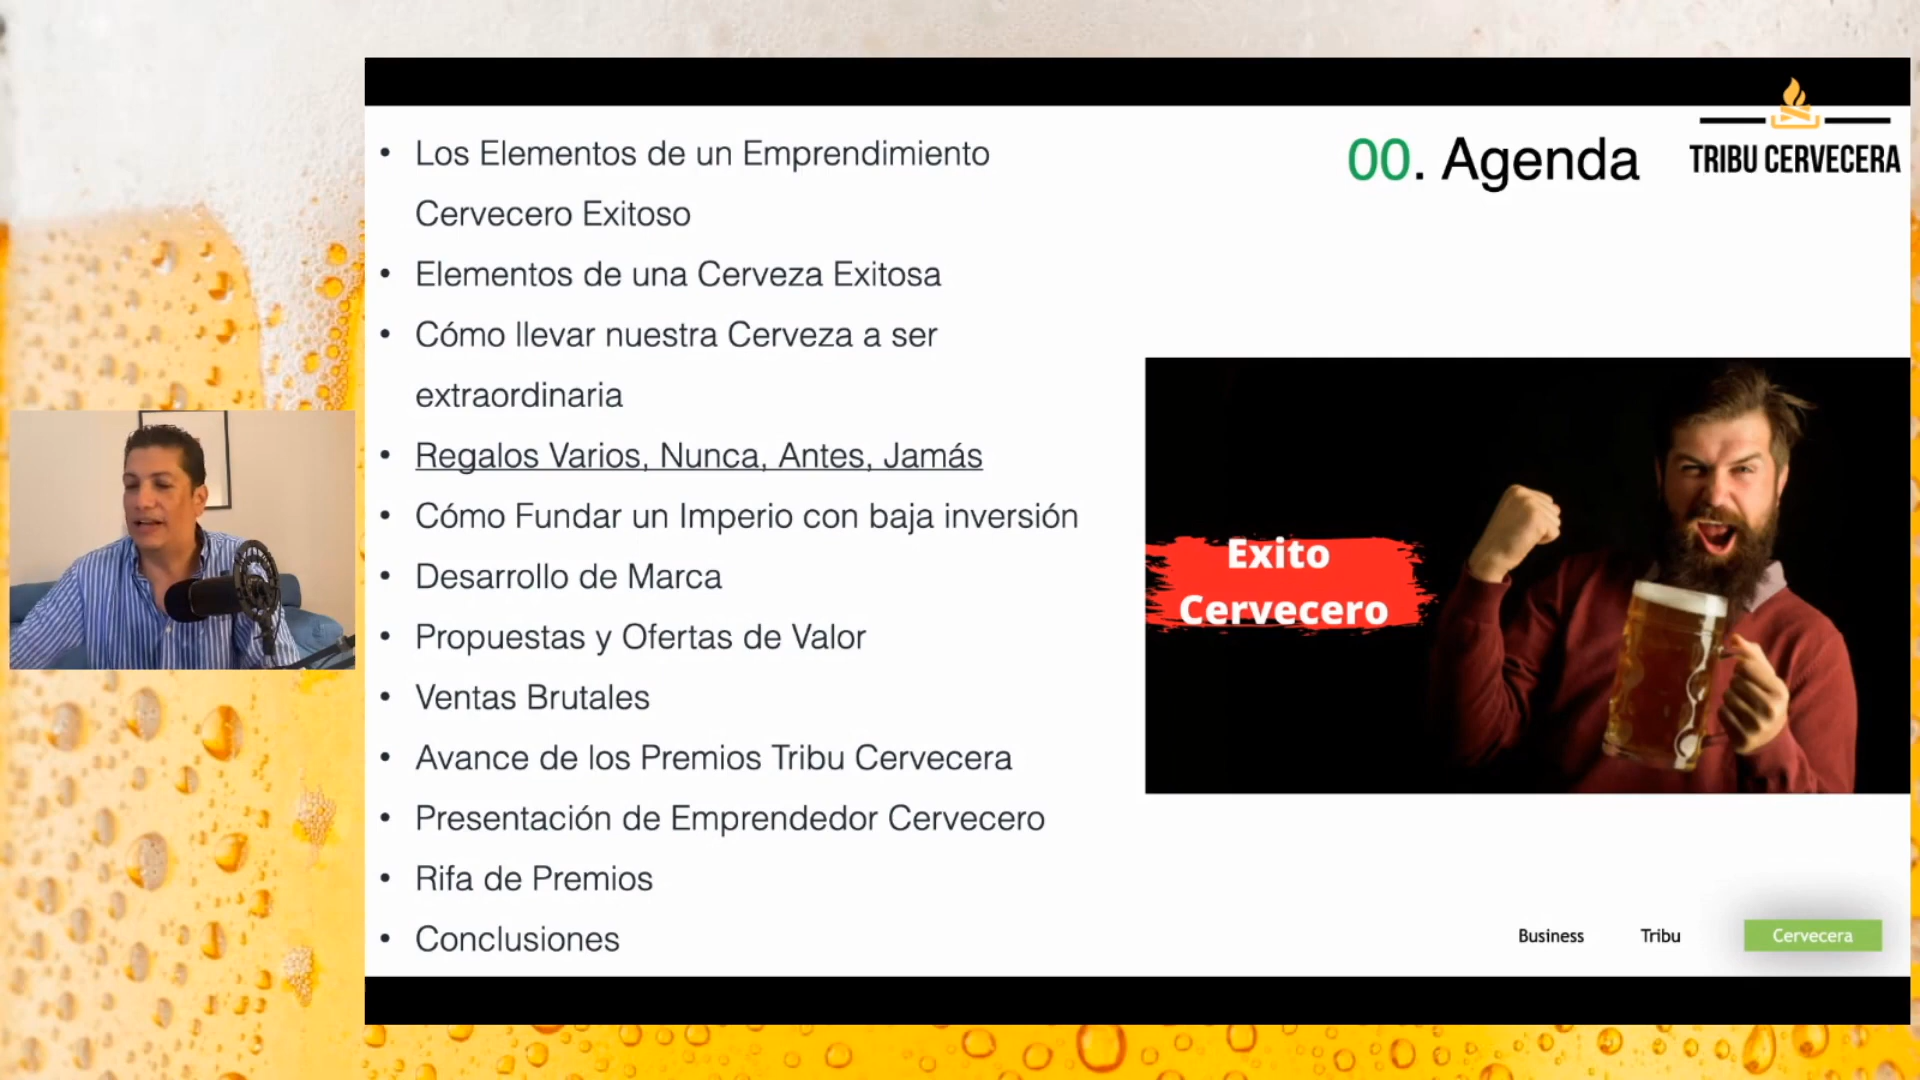 • Los Elementos de un Emprendimiento
Cervecero Exitoso
• Elementos de una Cerveza Exitosa
• Cómo llevar nuestra Cerveza a ser
extraordinaria
• Regalos Varios, Nunca, Antes, Jamás
• Cómo Fundar un Imperio con baja inversión
• Desarrollo de Marca
• Propuestas y Ofertas de Valor
• Ventas Brutales
• Avance de los Premios Tribu Cervecera
• Presentación de Emprendedor Cervecero
• Rifa de Premios
• Conclusiones
00. Agenda
TRIBU CERVECERA
Exito
Cervecero
Business Tribu Cervecera